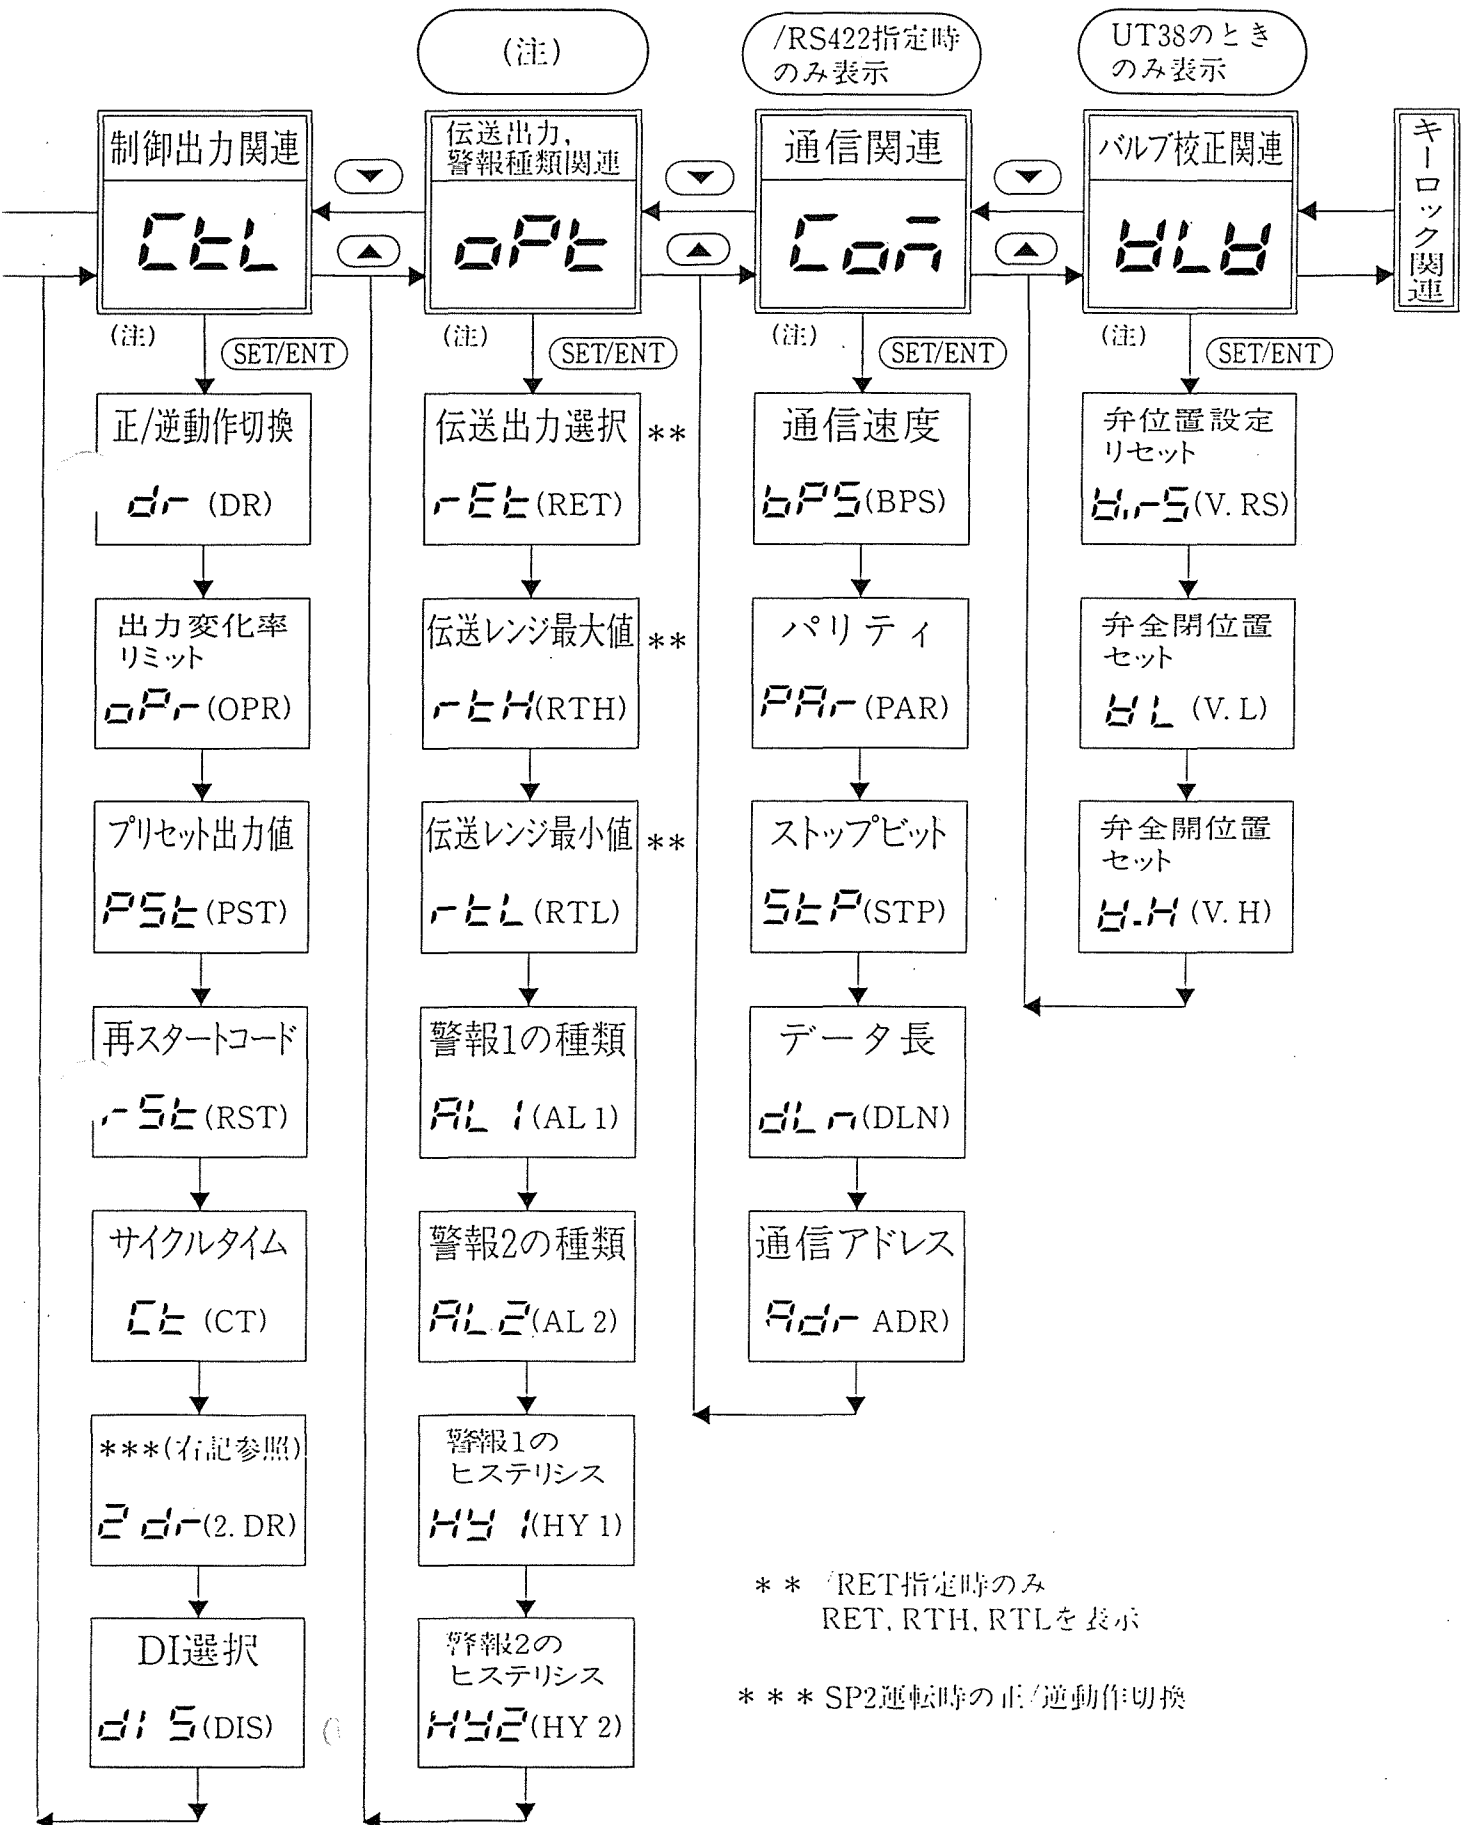 (注)
/RS422指定時
のみ表示
UT38のとき
のみ表示
制御出力関連
CtL
(注)
SET/ENT
正/逆動作切換
dr (DR)
出力変化率
リミット
oPr (OPR)
プリセット出力値
PSt (PST)
再スタートコード
rSt (RST)
サイクルタイム
Ct (CT)
***(右記参照)
2 dr (2. DR)
DI選択
dIS (DIS)
伝送出力,
警報種類関連
oPt
(注)
SET/ENT
伝送出力選択 **
rEt (RET)
伝送レンジ最大値 **
rtH (RTH)
伝送レンジ最小値 **
rtL (RTL)
警報1の種類
AL 1 (AL 1)
警報2の種類
AL2 (AL 2)
警報1の
ヒステリシス
HY 1 (HY 1)
警報2の
ヒステリシス
HY2 (HY 2)
通信関連
Com
(注)
SET/ENT
通信速度
bPS (BPS)
パリティ
PAr (PAR)
ストップビット
StP (STP)
データ長
dLn (DLN)
通信アドレス
Adr ADR)
バルブ校正関連
VLV
(注)
SET/ENT
弁位置設定
リセット
V.rS (V. RS)
弁全閉位置
セット
VL (V. L)
弁全開位置
セット
V.H (V. H)
キーロック関連
** /RET指定時のみ
RET, RTH, RTLを表示
*** SP2運転時の正/逆動作切換